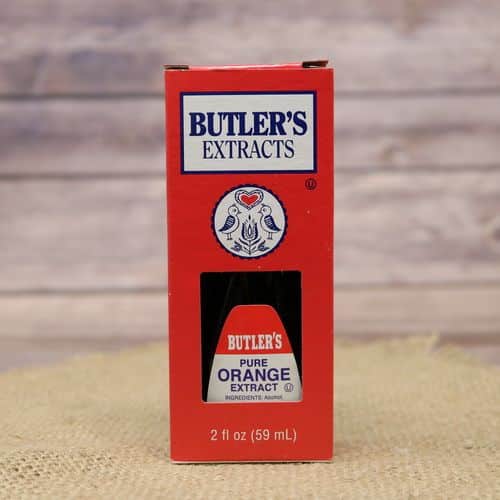 BUTLER'S
EXTRACTS
U
BUTLER'S
PURE
ORANGE
EXTRACT U
INGREDIENTS: Alcohol,
2 fl oz (59 mL)